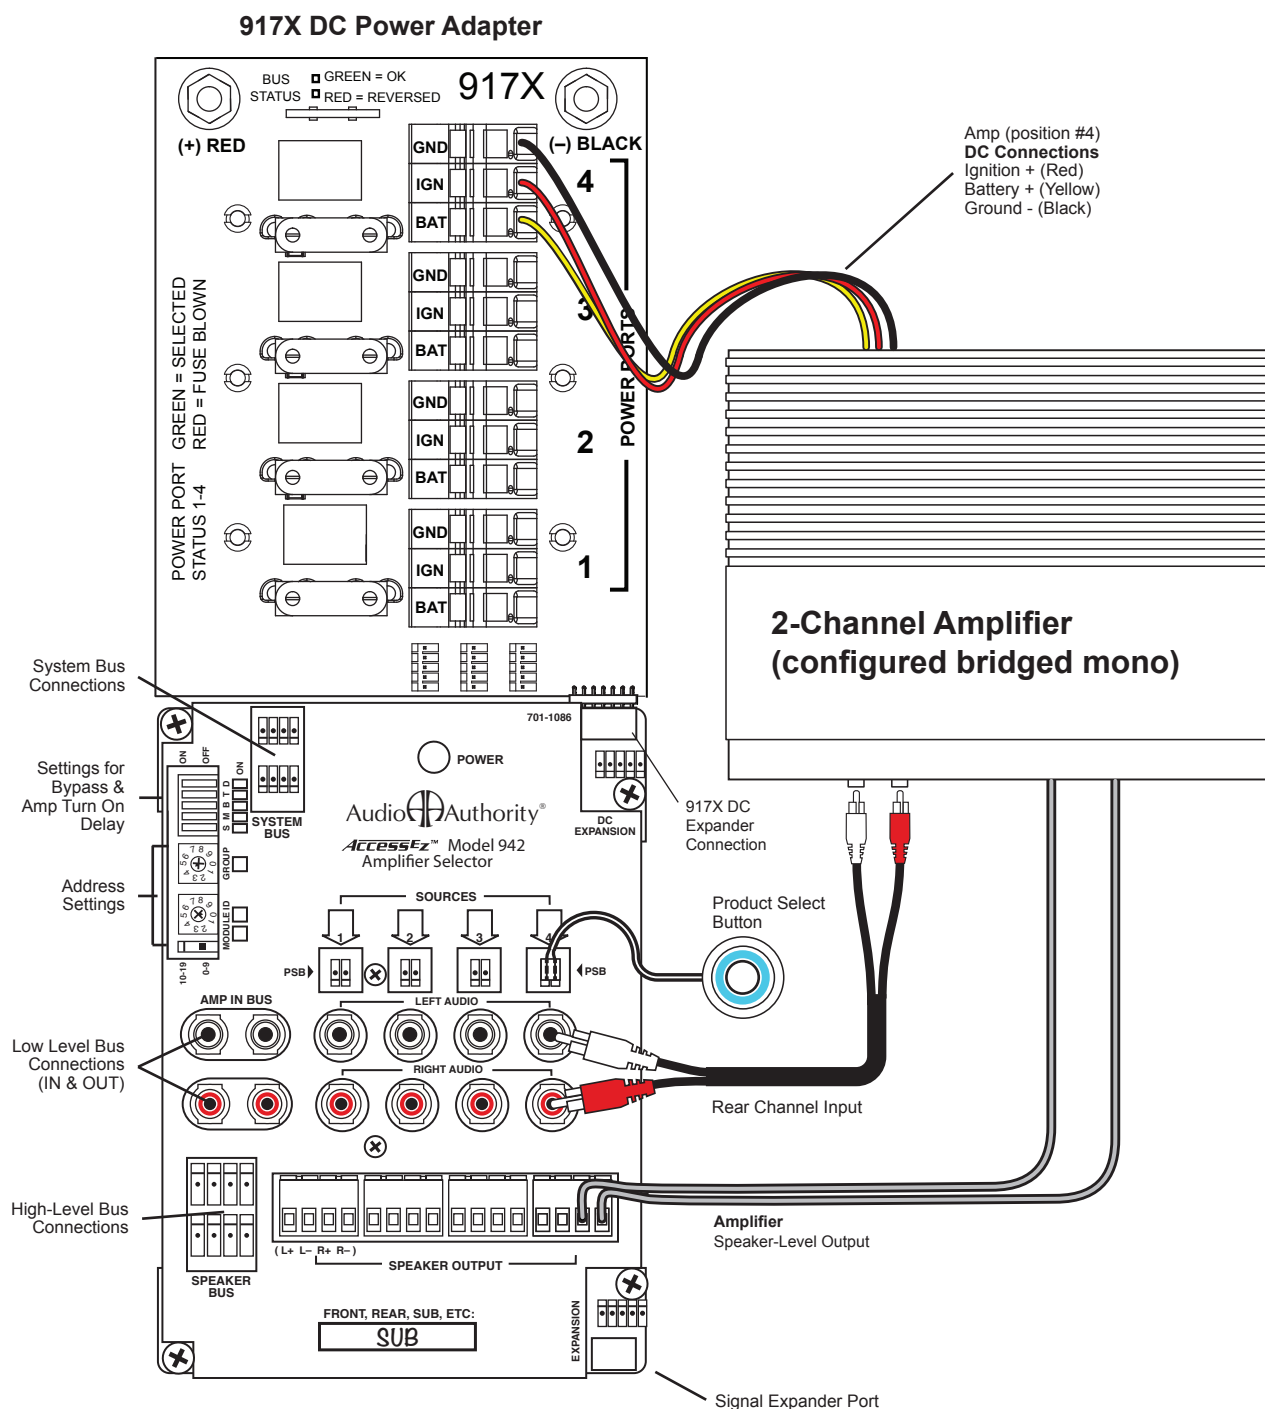 917X DC Power Adapter
BUS STATUS
GREEN = OK
RED = REVERSED
917X
(+) RED
(–) BLACK
GND
IGN
BAT
4
GND
IGN
BAT
3
GND
IGN
BAT
2
GND
IGN
BAT
1
POWER PORTS
POWER PORT STATUS 1-4
GREEN = SELECTED
RED = FUSE BLOWN
Amp (position #4)
DC Connections
Ignition + (Red)
Battery + (Yellow)
Ground - (Black)
2-Channel Amplifier
(configured bridged mono)
System Bus
Connections
701-1086
POWER
ON
OFF
ON
S M B T D
SYSTEM
BUS
Settings for
Bypass &
Amp Turn On
Delay
Audio Authority®
AccessEZ™ Model 942
Amplifier Selector
DC
EXPANSION
917X DC
Expander
Connection
GROUP
Address
Settings
MODULE ID
10-19
0-9
SOURCES
1
2
3
4
PSB
PSB
Product Select
Button
AMP IN BUS
LEFT AUDIO
Low Level Bus
Connections
(IN & OUT)
RIGHT AUDIO
Rear Channel Input
High-Level Bus
Connections
( L+ L– R+ R– )
SPEAKER OUTPUT
Amplifier
Speaker-Level Output
SPEAKER
BUS
FRONT, REAR, SUB, ETC:
SUB
EXPANSION
Signal Expander Port